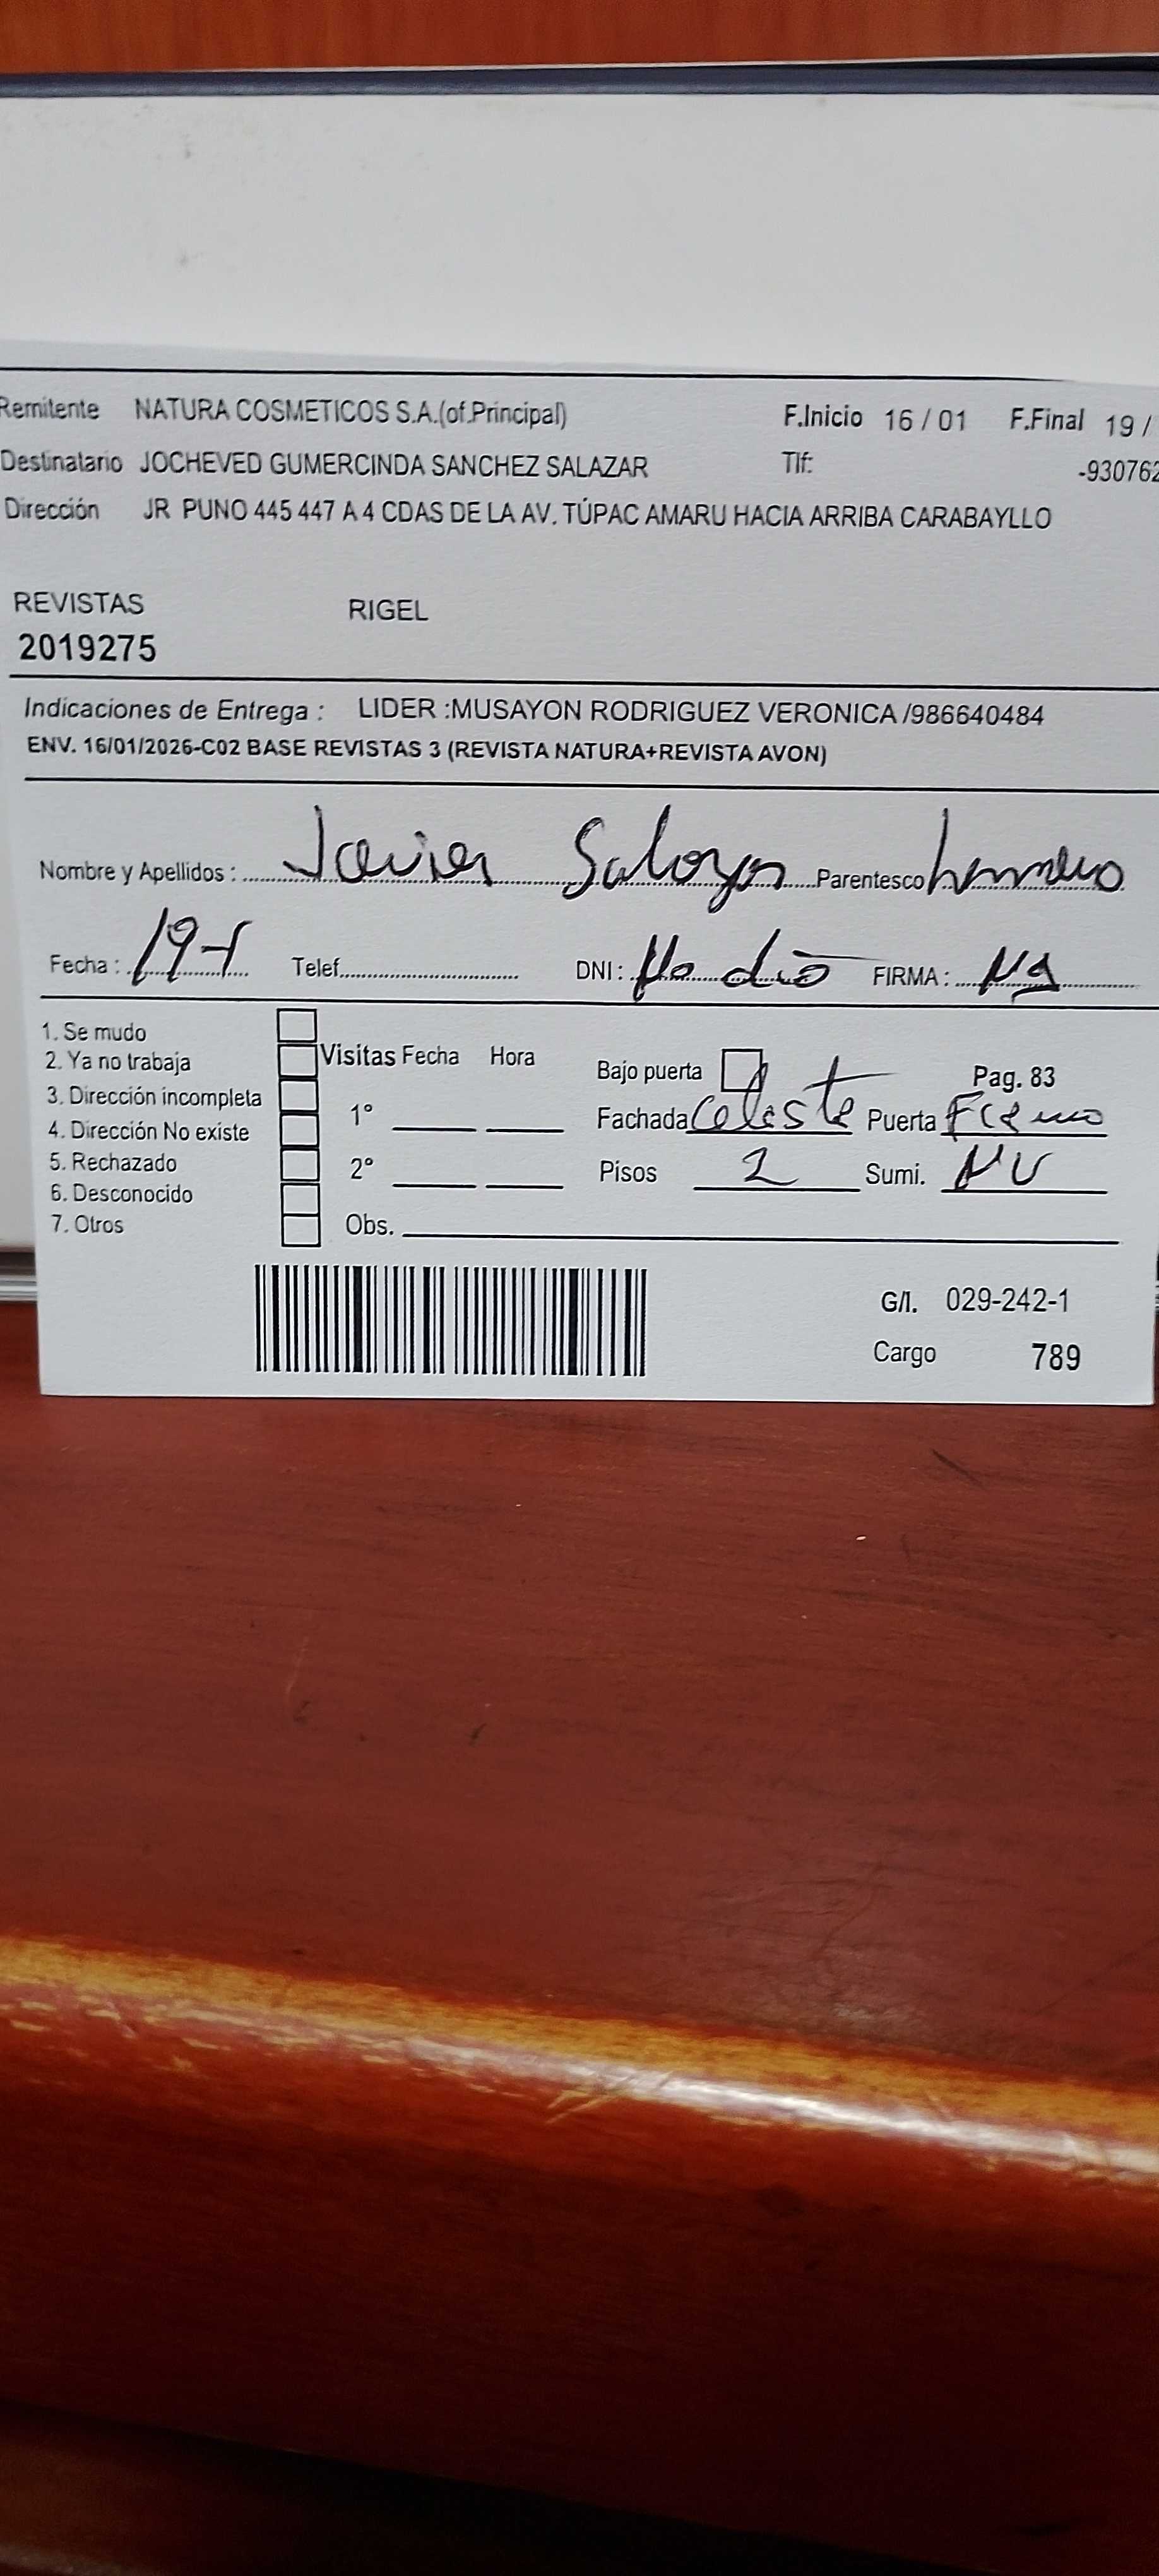 Remitente NATURA COSMETICOS S.A.(of.Principal) F.Inicio 16 / 01 F.Final 19 /
Destinatario JOCHEVED GUMERCINDA SANCHEZ SALAZAR Tlf: -930762
Dirección JR PUNO 445 447 A 4 CDAS DE LA AV. TÚPAC AMARU HACIA ARRIBA CARABAYLLO
REVISTAS RIGEL
2019275
Indicaciones de Entrega : LIDER :MUSAYON RODRIGUEZ VERONICA /986640484
ENV. 16/01/2026-C02 BASE REVISTAS 3 (REVISTA NATURA+REVISTA AVON)
Nombre y Apellidos : Javier Parentesco hermano
Fecha : 19-1 Telef. DNI : No dio FIRMA :
1. Se mudo
2. Ya no trabaja Visitas Fecha Hora Bajo puerta Pag. 83
3. Dirección incompleta 1° Fachada Celeste Puerta Fierro
4. Dirección No existe
5. Rechazado 2° Pisos 2 Sumi.
6. Desconocido
7. Otros Obs.
G/I. 029-242-1
Cargo 789